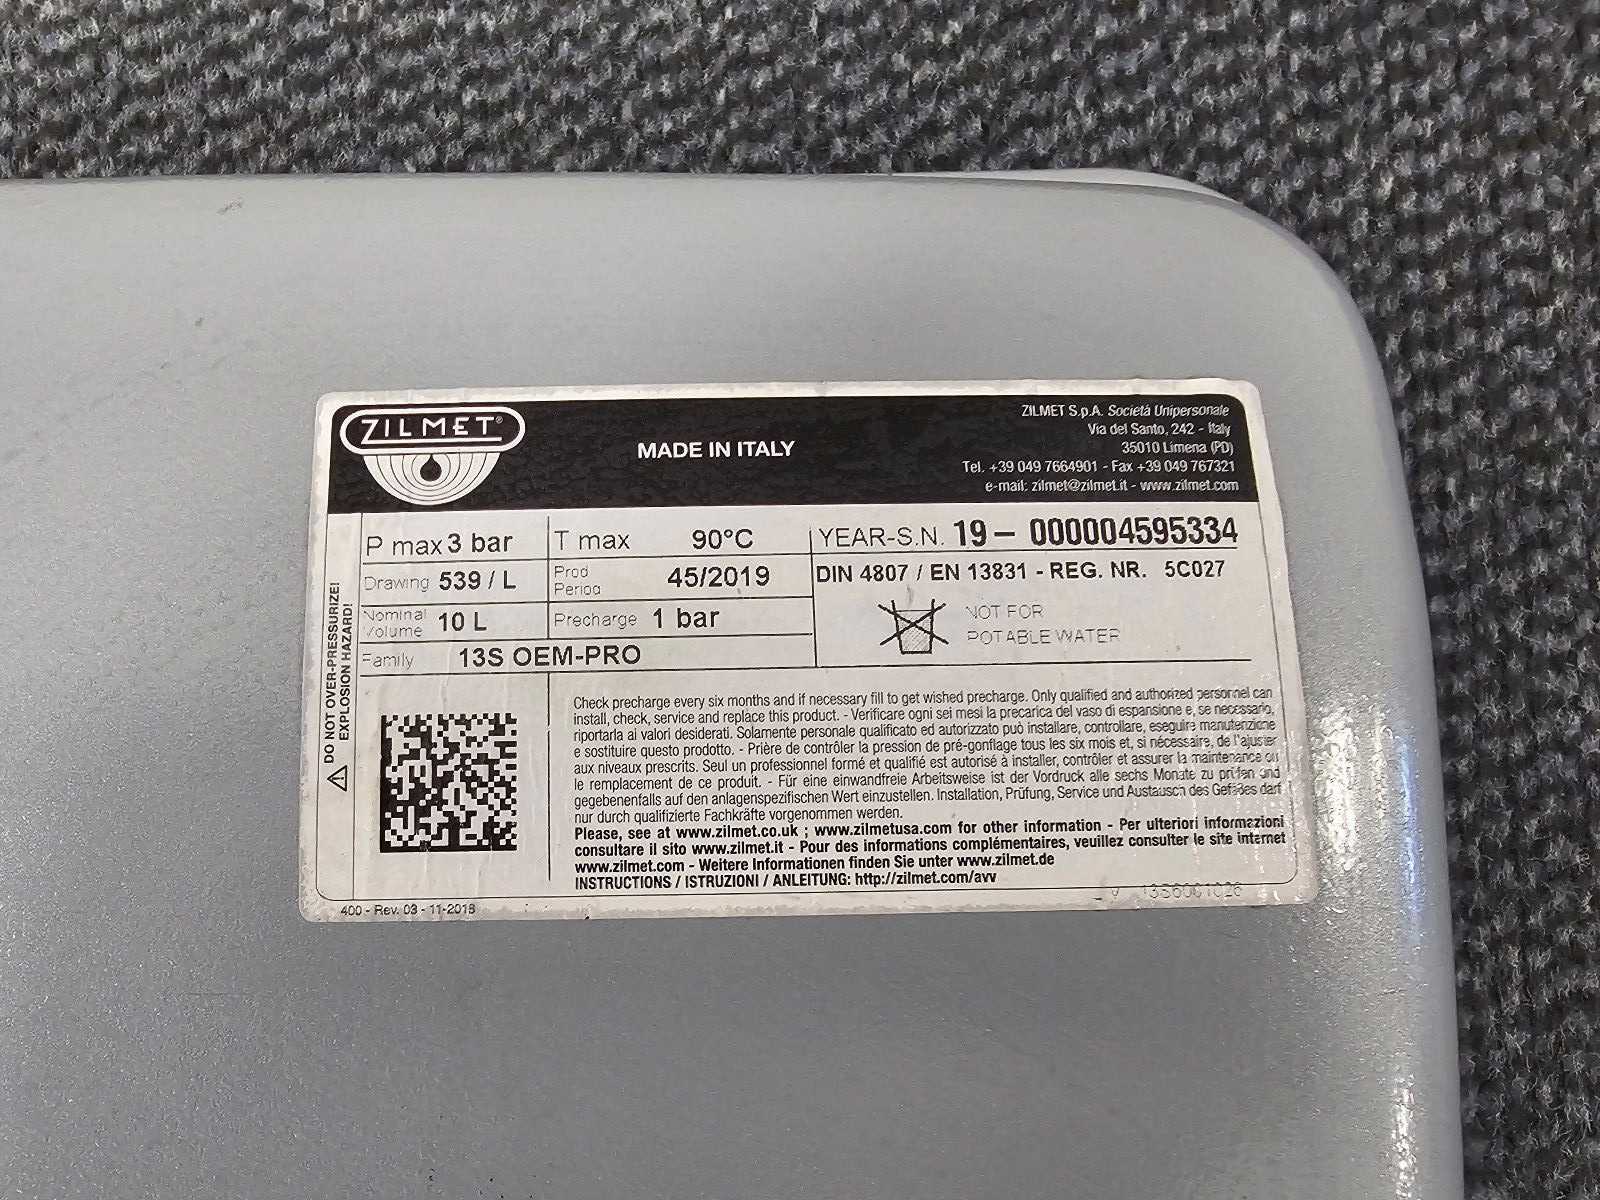 ZILMET®
MADE IN ITALY
ZILMET S.p.A. Società Unipersonale
Via del Santo, 242 - Italy
35010 Limena (PD)
Tel. +39 049 7664901 - Fax +39 049 767321
e-mail: zilmet@zilmet.it - www.zilmet.com
DO NOT OVER-PRESSURIZE!
EXPLOSION HAZARD!
P max 3 bar
T max 90°C
YEAR-S.N. 19- 000004595334
Drawing 539 / L
Prod Period 45/2019
DIN 4807 / EN 13831 - REG. NR. 5C027
Nominal Volume 10 L
Precharge 1 bar
NOT FOR
POTABLE WATER
Family 13S OEM-PRO
Check precharge every six months and if necessary fill to get wished precharge. Only qualified and authorized personnel can
install, check, service and replace this product. - Verificare ogni sei mesi la precarica del vaso di espansione e, se necessario,
riportarla ai valori desiderati. Solamente personale qualificato ed autorizzato può installare, controllare, eseguire manutenzione
e sostituire questo prodotto. - Prière de contrôler la pression de pré-gonflage tous les six mois et, si nécessaire, de l'ajuster
aux niveaux prescrits. Seul un professionnel formé et qualifié est autorisé à installer, contrôler et assurer la maintenance ou
le remplacement de ce produit. - Für eine einwandfreie Arbeitsweise ist der Vordruck alle sechs Monate zu prüfen und
gegebenenfalls auf den anlagenspezifischen Wert einzustellen. Installation, Prüfung, Service und Austausch des Gefäßes darf
nur durch qualifizierte Fachkräfte vorgenommen werden.
Please, see at www.zilmet.co.uk ; www.zilmetusa.com for other information - Per ulteriori informazioni
consultare il sito www.zilmet.it - Pour des informations complémentaires, veuillez consulter le site internet
www.zilmet.com - Weitere Informationen finden Sie unter www.zilmet.de
INSTRUCTIONS / ISTRUZIONI / ANLEITUNG: http://zilmet.com/avv
400 - Rev. 03 - 11-2018